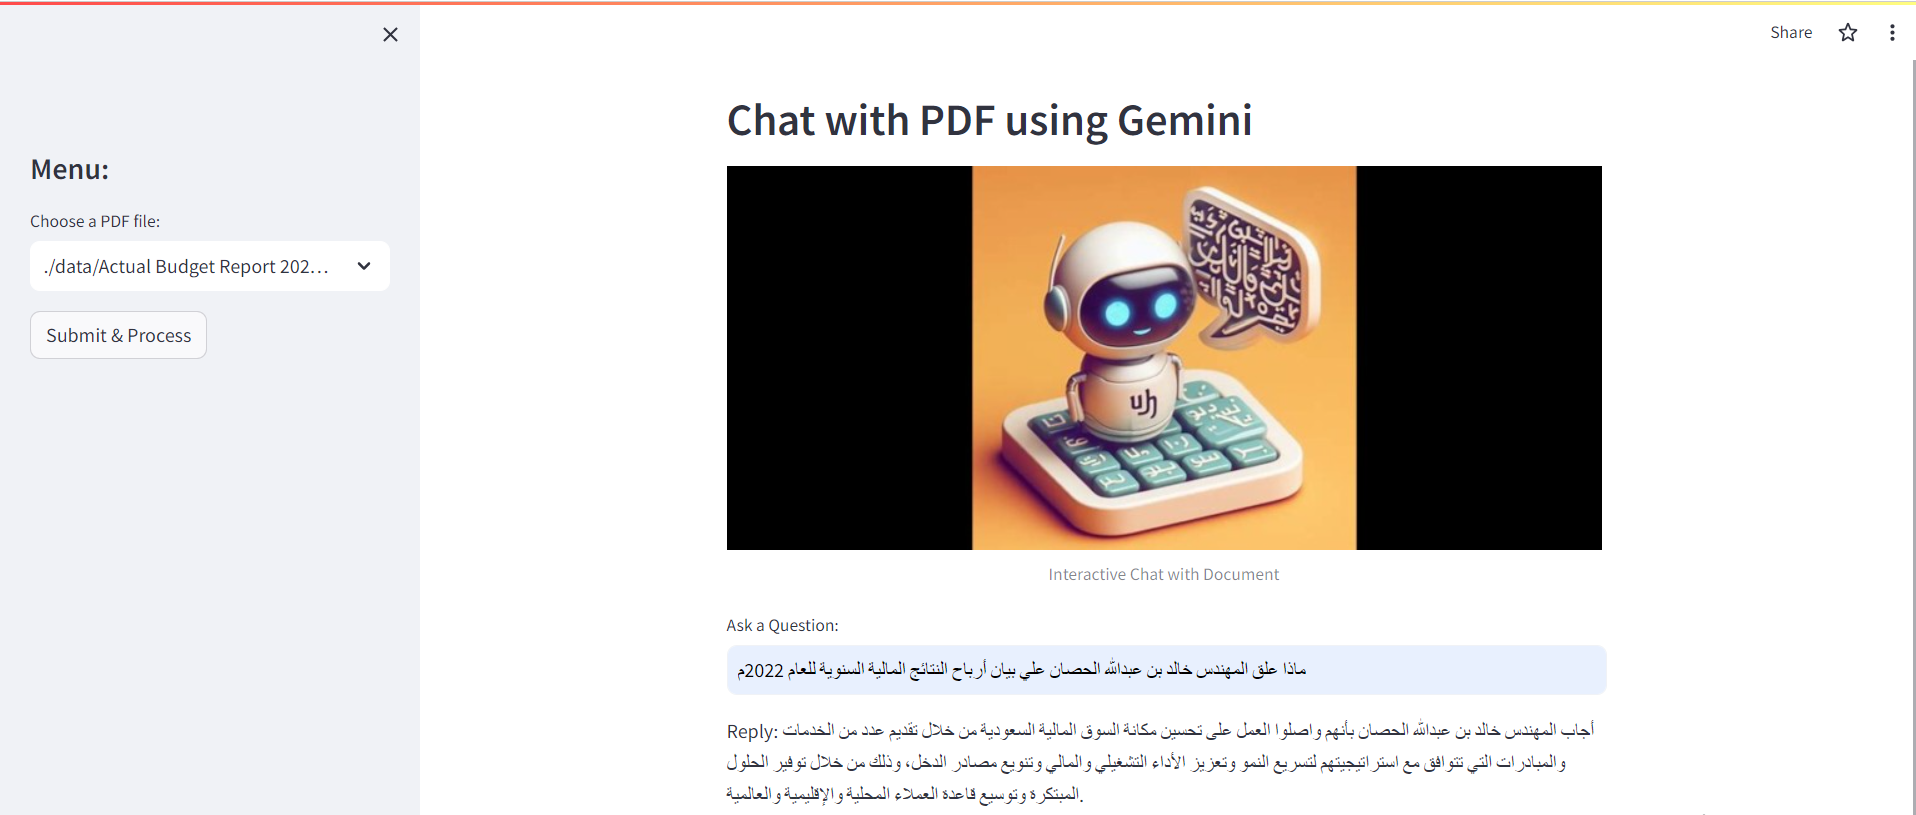 Share
Menu:
Choose a PDF file:
./data/Actual Budget Report 202...
Submit & Process
Chat with PDF using Gemini
Interactive Chat with Document
Ask a Question:
ماذا علق المهندس خالد بن عبدالله الحصان علي بيان أرباح النتائج المالية السنوية للعام 2022م
Reply: أجاب المهندس خالد بن عبدالله الحصان بأنهم واصلوا العمل على تحسين مكانة السوق المالية السعودية من خلال تقديم عدد من الخدمات
والمبادرات التي تتوافق مع استراتيجيتهم لتسريع النمو وتعزيز الأداء التشغيلي والمالي وتنويع مصادر الدخل، وذلك من خلال توفير الحلول
المبتكرة وتوسيع قاعدة العملاء المحلية والإقليمية والعالمية.